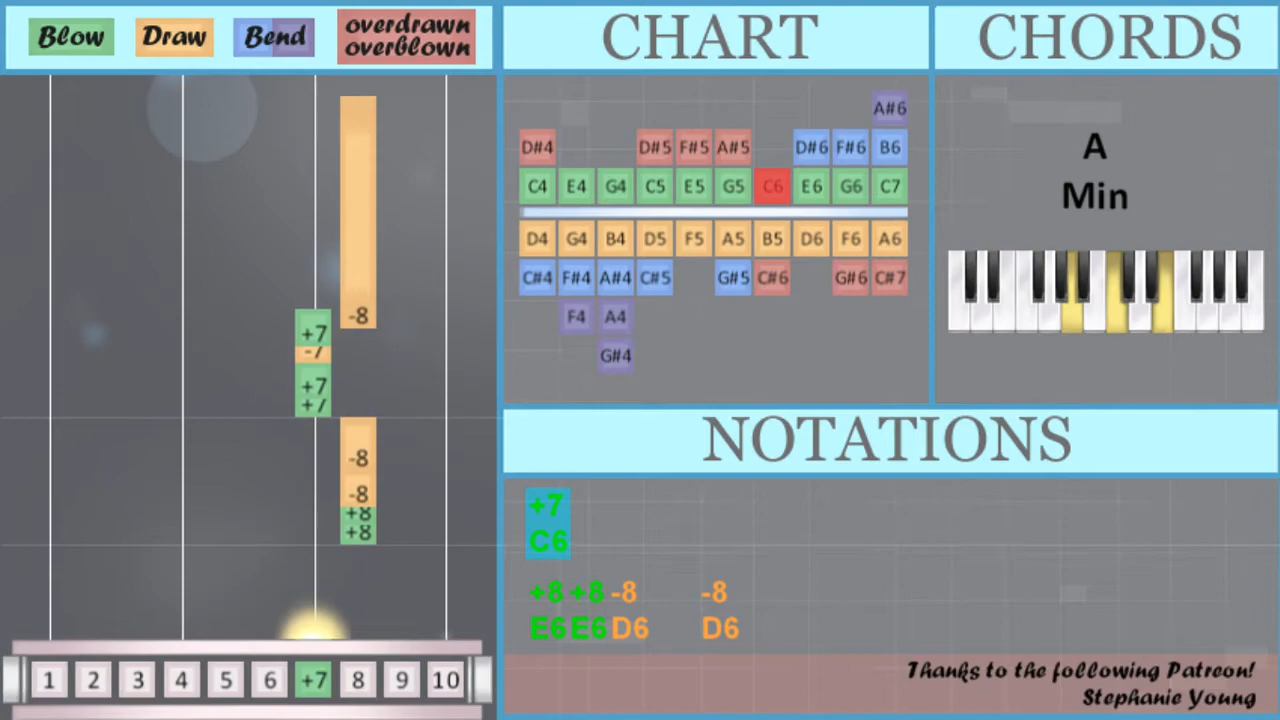 Blow Draw Bend overdrawn
overblown
CHART
CHORDS
A#6
D#4 D#5 F#5 A#5 D#6 F#6 B6
C4 E4 G4 C5 E5 G5 C6 E6 G6 C7
D4 G4 B4 D5 F5 A5 B5 D6 F6 A6
C#4 F#4 A#4 C#5 G#5 C#6 G#6 C#7
F4 A4
G#4
A
Min
-8
+7
-7
+7
+7
-8
-8
+8
+8
1 2 3 4 5 6 +7 8 9 10
NOTATIONS
+7
C6
+8 +8 -8 -8
E6 E6 D6 D6
Thanks to the following Patreon!
Stephanie Young